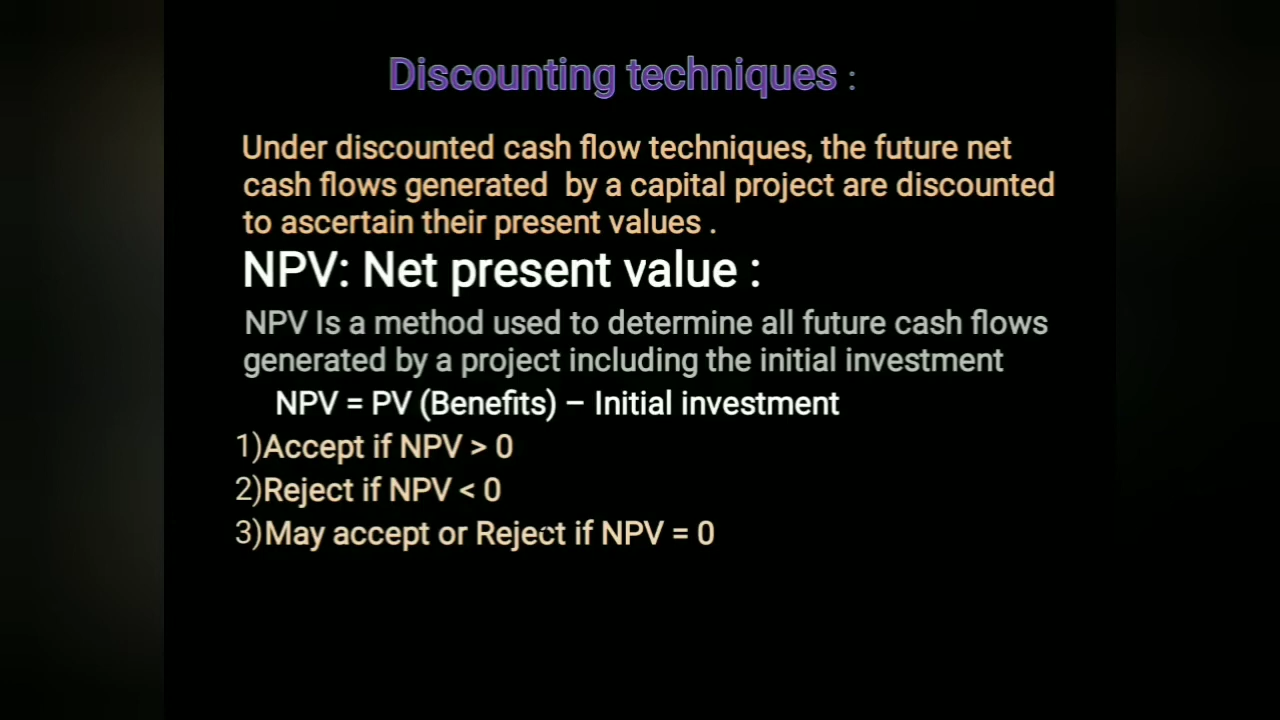 Discounting techniques :
Under discounted cash flow techniques, the future net
cash flows generated by a capital project are discounted
to ascertain their present values .
NPV: Net present value :
NPV Is a method used to determine all future cash flows
generated by a project including the initial investment
NPV = PV (Benefits) – Initial investment
1)Accept if NPV > 0
2)Reject if NPV < 0
3)May accept or Reject if NPV = 0